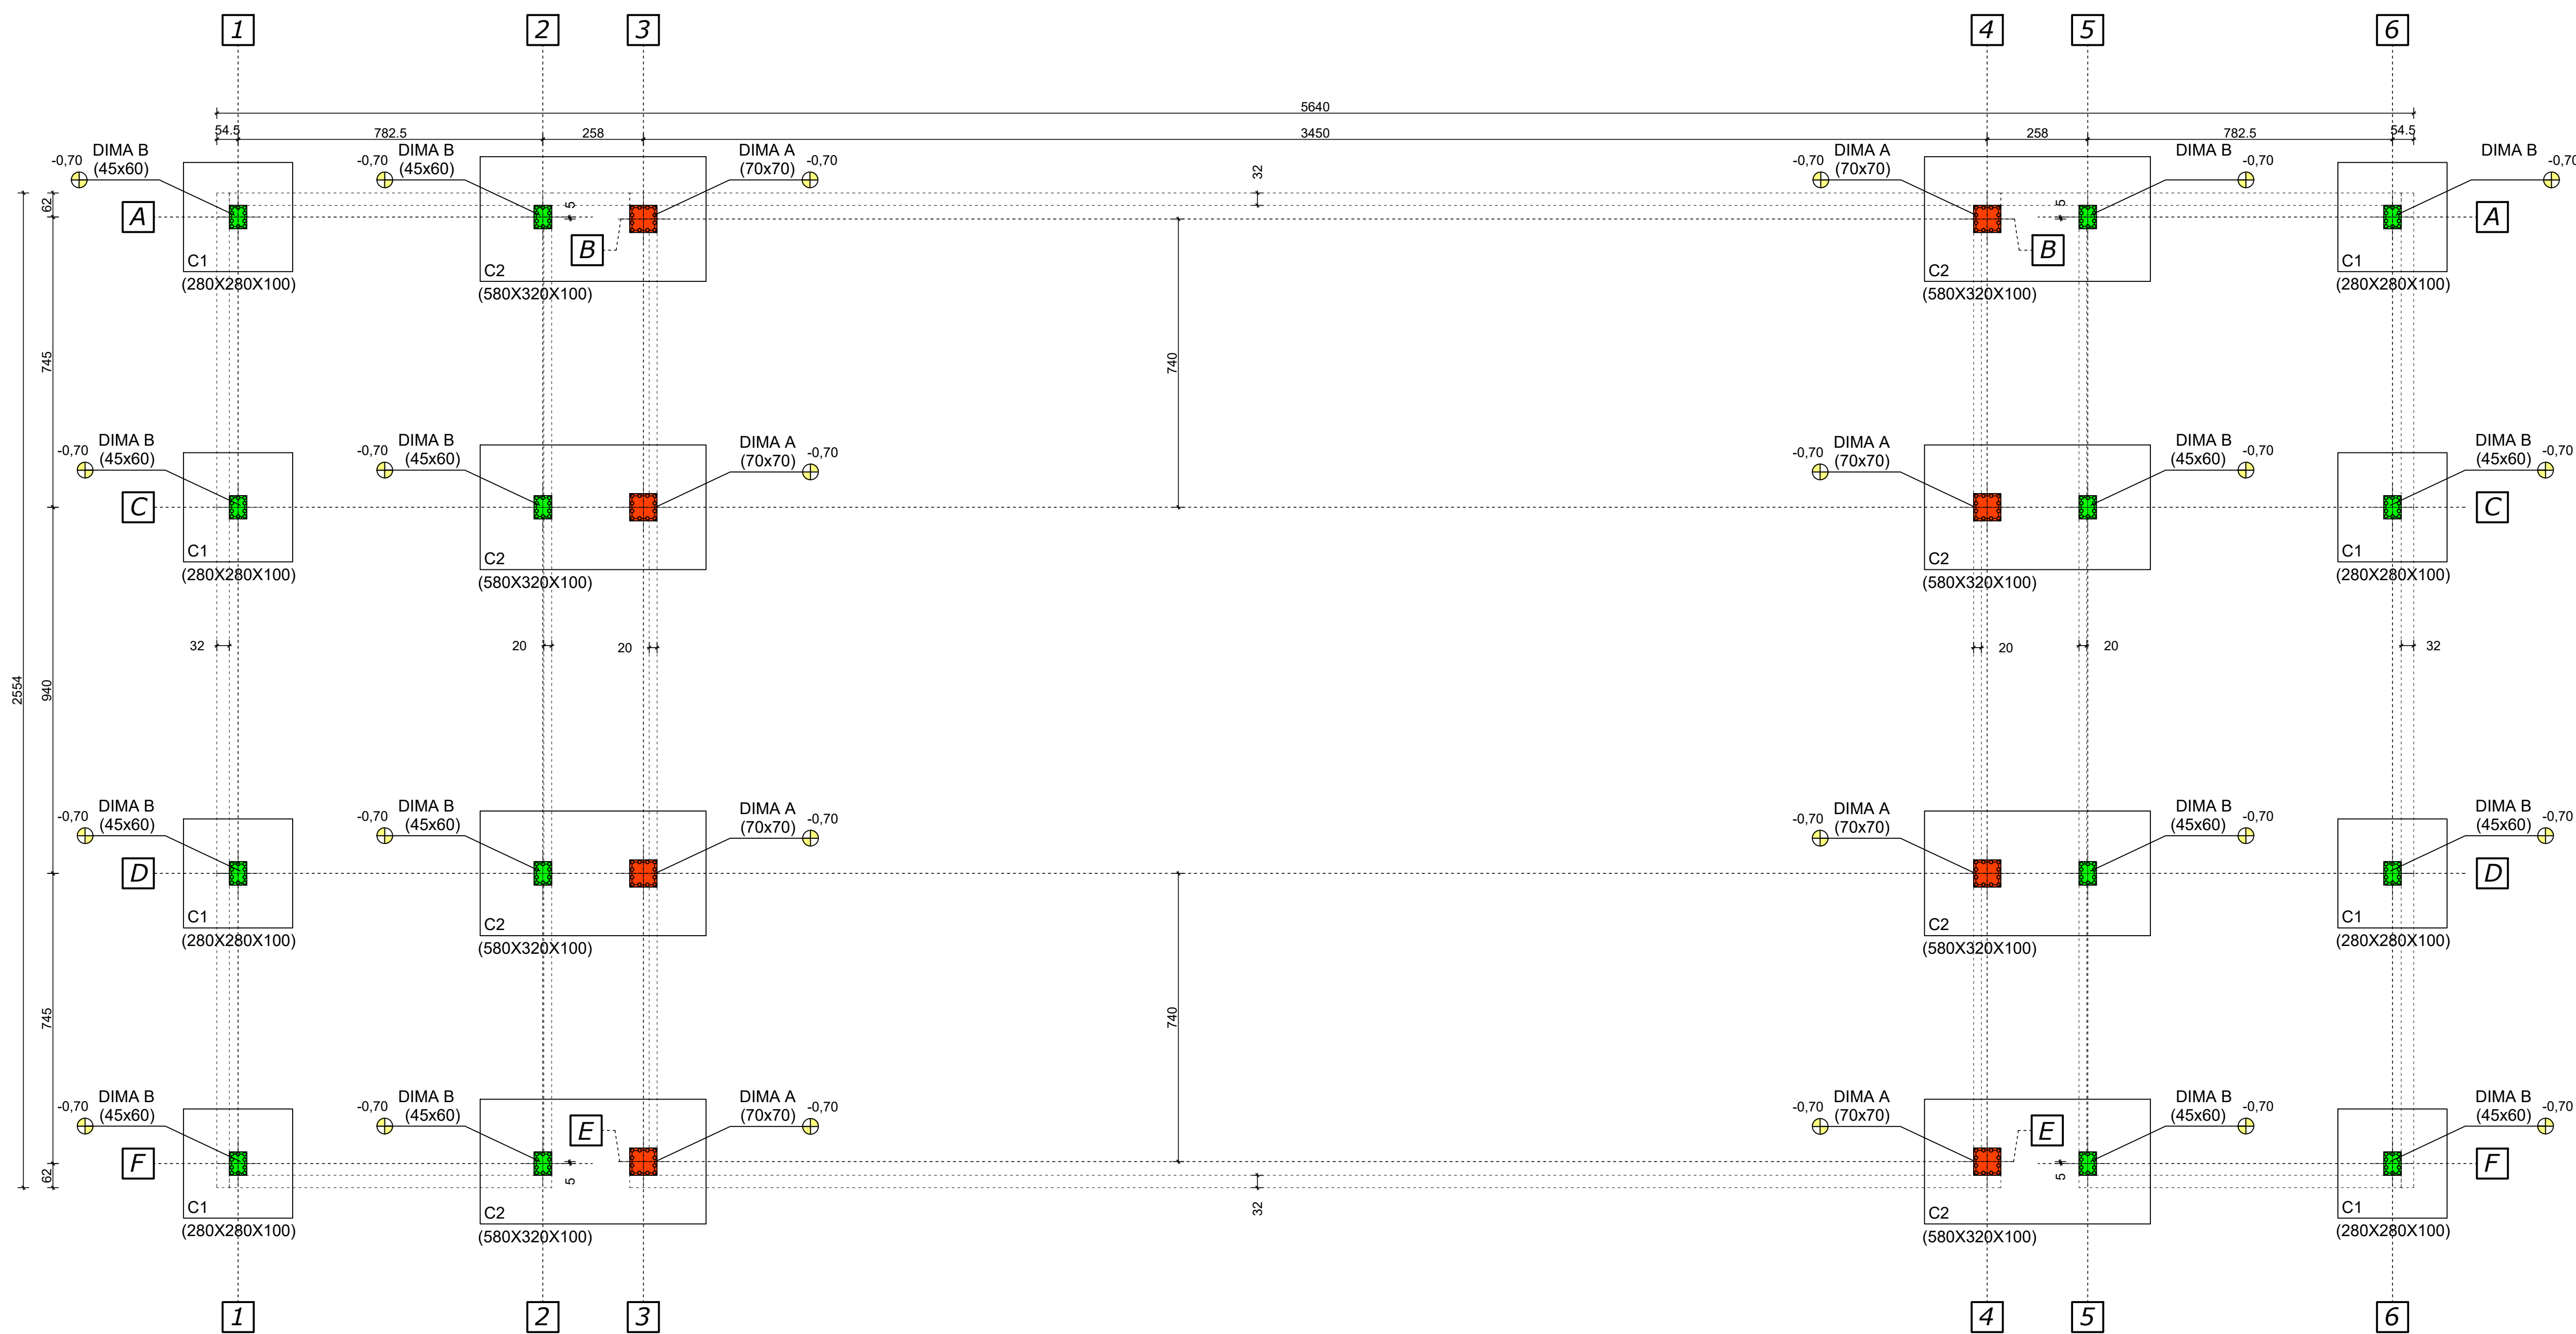 1 2 3 4 5 6
5640
54.5 782.5 258 3450 258 782.5 54.5
DIMA B DIMA B DIMA A DIMA A DIMA B DIMA B
-0,70 (45x60) -0,70 (45x60) (70x70) -0,70 -0,70 (70x70) -0,70 -0,70
32
62 5 5
A A
B B
C1 C2 C2 C1
(280X280X100) (580X320X100) (580X320X100) (280X280X100)
745 740
DIMA B DIMA B DIMA A DIMA A DIMA B DIMA B
-0,70 (45x60) -0,70 (45x60) (70x70) -0,70 -0,70 (70x70) (45x60) -0,70 (45x60) -0,70
C C
C1 C2 C2 C1
(280X280X100) (580X320X100) (580X320X100) (280X280X100)
32 20 20 20 20 32
2554 940
DIMA B DIMA B DIMA A DIMA A DIMA B DIMA B
-0,70 (45x60) -0,70 (45x60) (70x70) -0,70 -0,70 (70x70) (45x60) -0,70 (45x60) -0,70
D D
C1 C2 C2 C1
(280X280X100) (580X320X100) (580X320X100) (280X280X100)
745 740
DIMA B DIMA B DIMA A DIMA A DIMA B DIMA B
-0,70 (45x60) -0,70 (45x60) (70x70) -0,70 -0,70 (70x70) (45x60) -0,70 (45x60) -0,70
E E
F F
62 5 5
32
C1 C2 C2 C1
(280X280X100) (580X320X100) (580X320X100) (280X280X100)
1 2 3 4 5 6